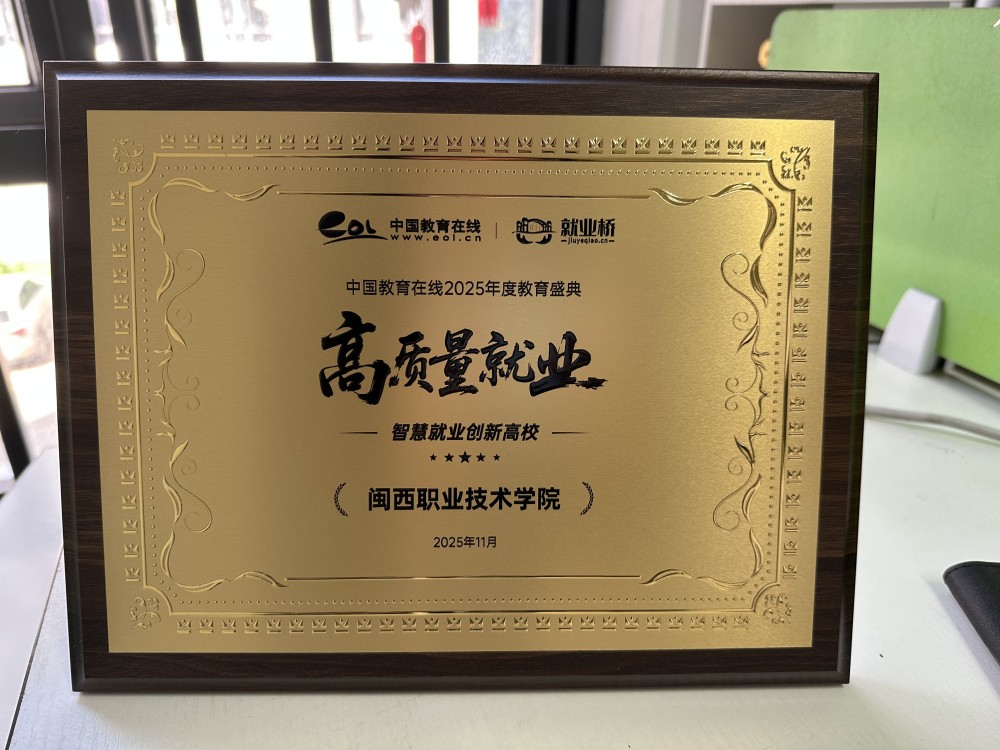 eol 中国教育在线 www.eol.cn | 就业桥 jiuyeqiao.cn
中国教育在线2025年度教育盛典
高质量就业
智慧就业创新高校
闽西职业技术学院
2025年11月